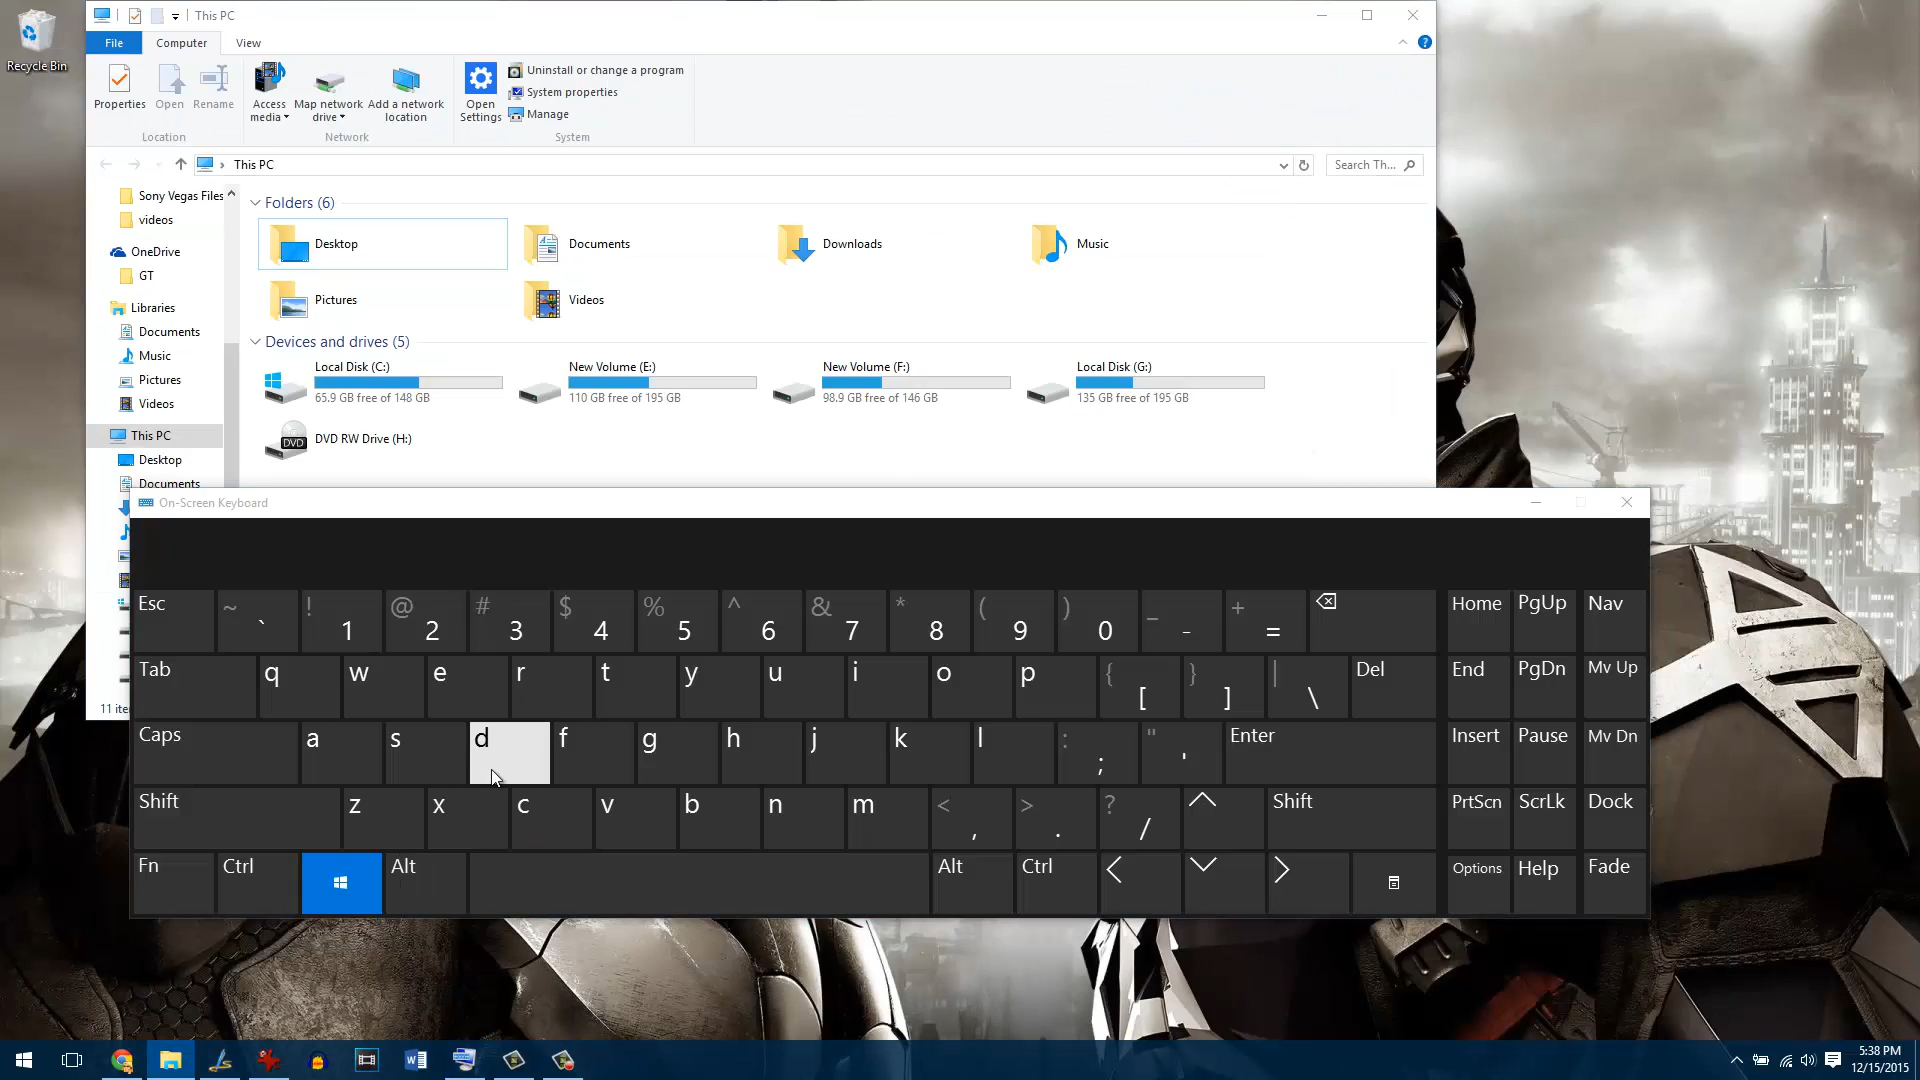 Recycle Bin
This PC
File Computer View
Properties Open Rename
Access media Map network drive Add a network location
Open Settings
Uninstall or change a program
System properties
Manage
Location Network System
This PC
Search Th...
Sony Vegas Files
videos
OneDrive
GT
Libraries
Documents
Music
Pictures
Videos
This PC
Desktop
Documents
11 ite
Folders (6)
Desktop Documents Downloads Music
Pictures Videos
Devices and drives (5)
Local Disk (C:) New Volume (E:) New Volume (F:) Local Disk (G:)
65.9 GB free of 148 GB 110 GB free of 195 GB 98.9 GB free of 146 GB 135 GB free of 195 GB
DVD
DVD RW Drive (H:)
On-Screen Keyboard
Esc ~ ` ! 1 @ 2 # 3 $ 4 % 5 ^ 6 & 7 * 8 ( 9 ) 0 _ - + = Home PgUp Nav
Tab q w e r t y u i o p { [ } ] | \ Del End PgDn Mv Up
Caps a s d f g h j k l : ; " ' Enter Insert Pause Mv Dn
Shift z x c v b n m < , > . ? / Shift PrtScn ScrLk Dock
Fn Ctrl Alt Alt Ctrl Options Help Fade
5:38 PM
12/15/2015